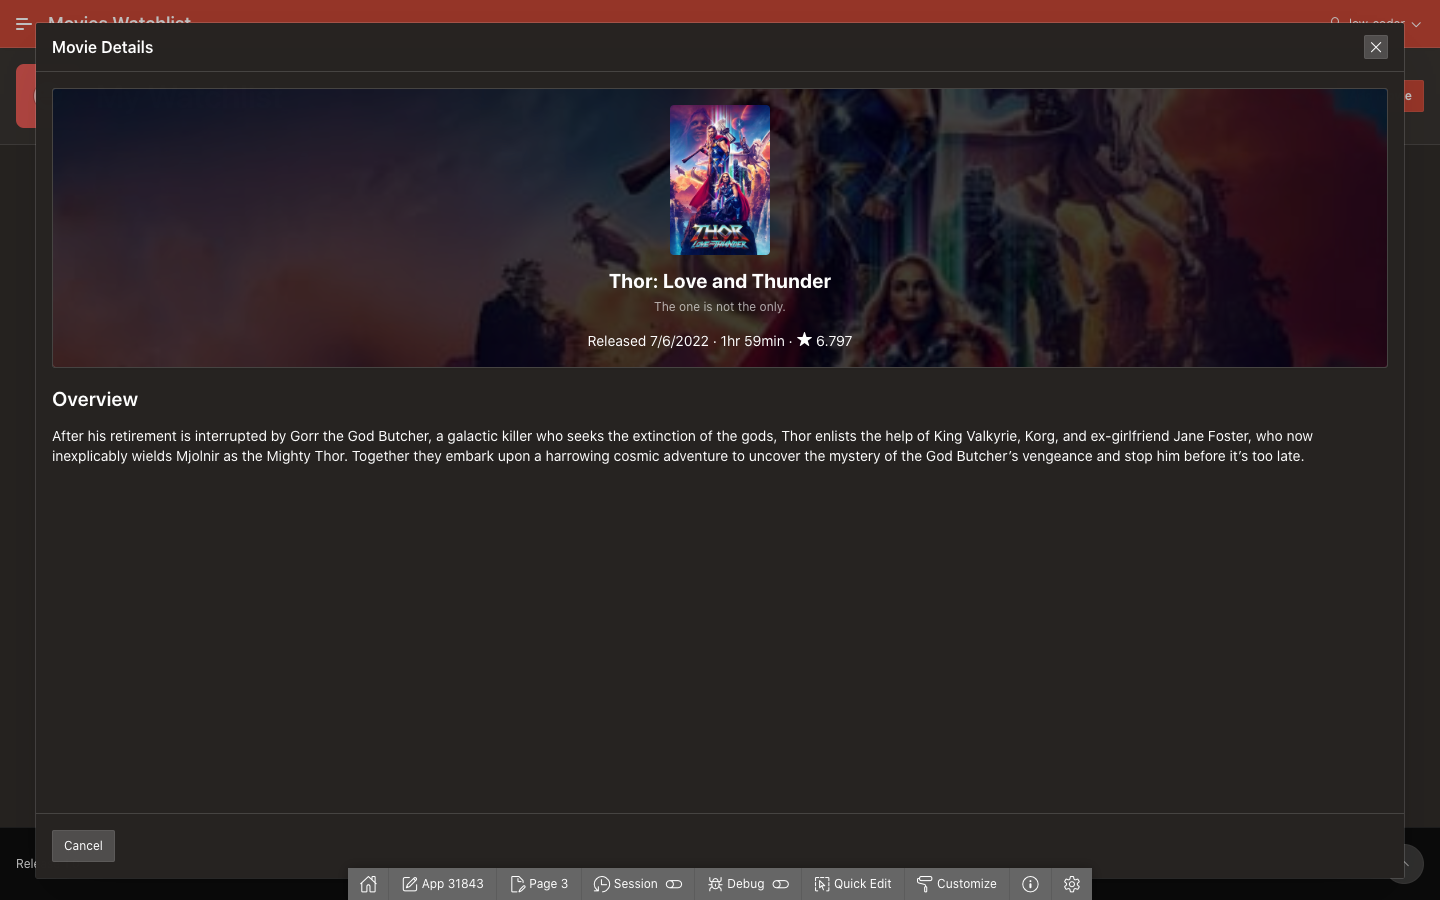 Movies Watchlist
low-coder
Movie Details
e
THOR
LOVE AND THUNDER
Thor: Love and Thunder
The one is not the only.
Released 7/6/2022 · 1hr 59min · ★ 6.797
Overview
After his retirement is interrupted by Gorr the God Butcher, a galactic killer who seeks the extinction of the gods, Thor enlists the help of King Valkyrie, Korg, and ex-girlfriend Jane Foster, who now
inexplicably wields Mjolnir as the Mighty Thor. Together they embark upon a harrowing cosmic adventure to uncover the mystery of the God Butcher’s vengeance and stop him before it’s too late.
Cancel
Rele
App 31843 Page 3 Session Debug Quick Edit Customize